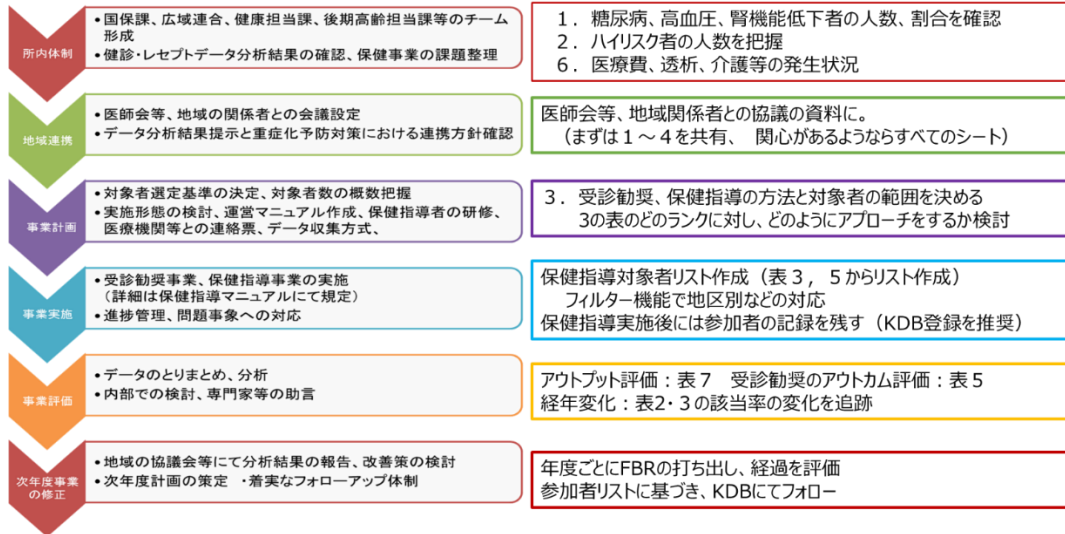 所内体制
•国保課、広域連合、健康担当課、後期高齢担当課等のチーム
形成
•健診・レセプトデータ分析結果の確認、保健事業の課題整理
１．糖尿病、高血圧、腎機能低下者の人数、割合を確認
２．ハイリスク者の人数を把握
６．医療費、透析、介護等の発生状況
地域連携
•医師会等、地域の関係者との会議設定
•データ分析結果提示と重症化予防対策における連携方針確認
医師会等、地域関係者との協議の資料に。
（まずは１～４を共有、　関心があるようならすべてのシート）
事業計画
•対象者選定基準の決定、対象者数の概数把握
•実施形態の検討、運営マニュアル作成、保健指導者の研修、
医療機関等との連絡票、データ収集方式、
３．受診勧奨、保健指導の方法と対象者の範囲を決める
3の表のどのランクに対し、どのようにアプローチをするか検討
事業実施
•受診勧奨事業、保健指導事業の実施
（詳細は保健指導マニュアルにて規定）
•進捗管理、問題事象への対応
保健指導対象者リスト作成（表３，５からリスト作成）
フィルター機能で地区別などの対応
保健指導実施後には参加者の記録を残す（KDB登録を推奨）
事業評価
•データのとりまとめ、分析
•内部での検討、専門家等の助言
アウトプット評価：表７　受診勧奨のアウトカム評価：表５
経年変化：表2・３の該当率の変化を追跡
次年度事業
の修正
•地域の協議会等にて分析結果の報告、改善策の検討
•次年度計画の策定　・着実なフォローアップ体制
年度ごとにFBRの打ち出し、経過を評価
参加者リストに基づき、KDBにてフォロー